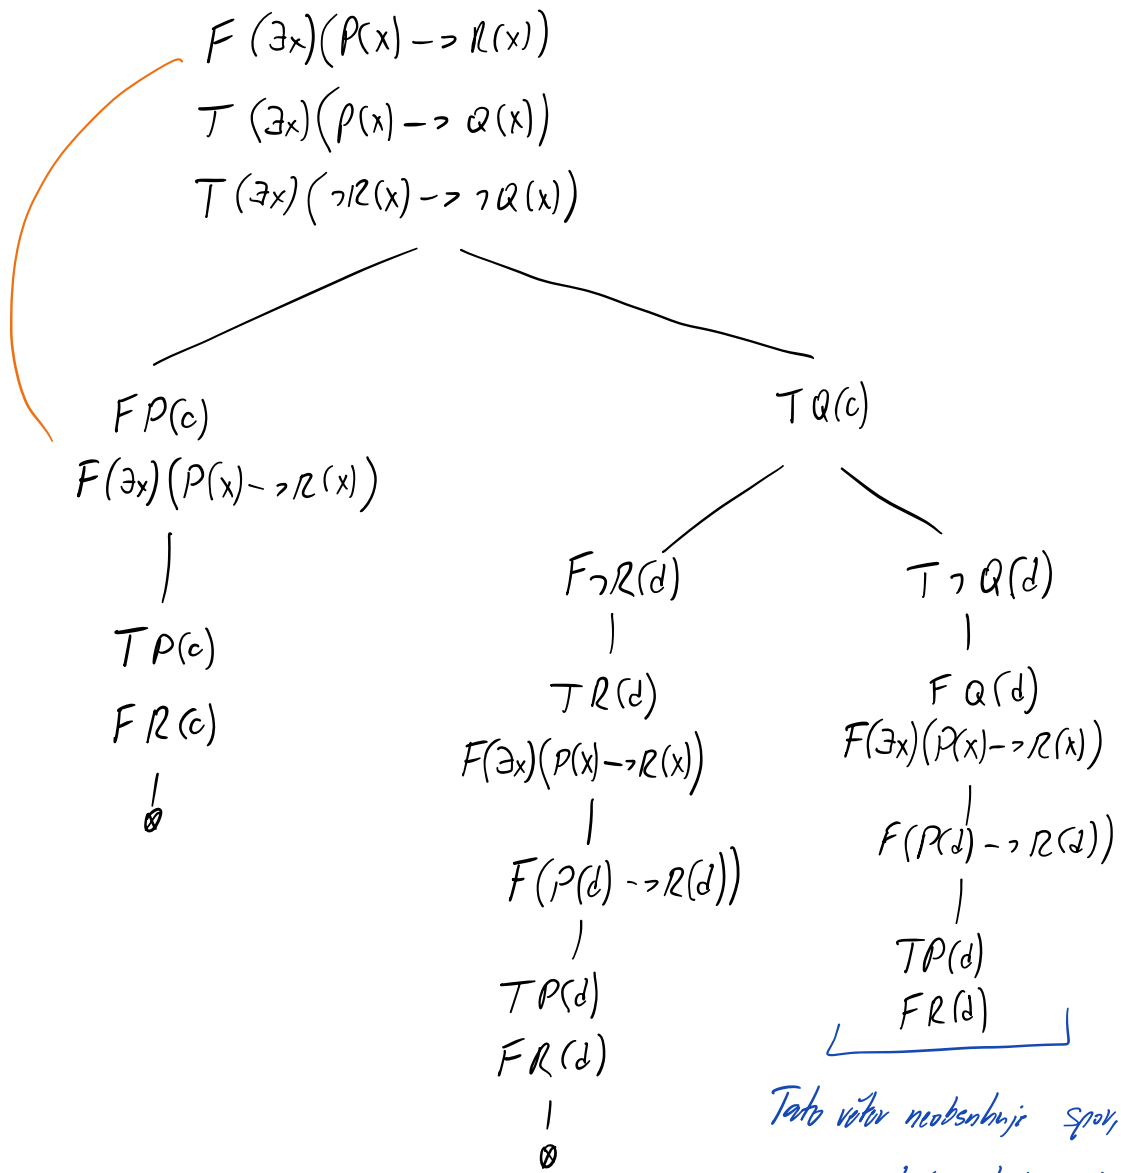 F (∃x)(P(x) -> R(x))
T (∃x)(P(x) -> Q(x))
T (∃x)(¬R(x) -> ¬Q(x))
F P(c)
F(∃x)(P(x) -> R(x))
T P(c)
F R(c)
⊗
T Q(c)
F ¬R(d)
T R(d)
F(∃x)(P(x) -> R(x))
F(P(d) -> R(d))
T P(d)
F R(d)
⊗
T ¬Q(d)
F Q(d)
F(∃x)(P(x) -> R(x))
F(P(d) -> R(d))
T P(d)
F R(d)
Tato větev neobsahuje spor,